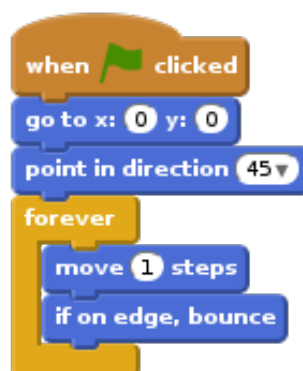 when clicked
go to x: 0 y: 0
point in direction 45▾
forever
move 1 steps
if on edge, bounce